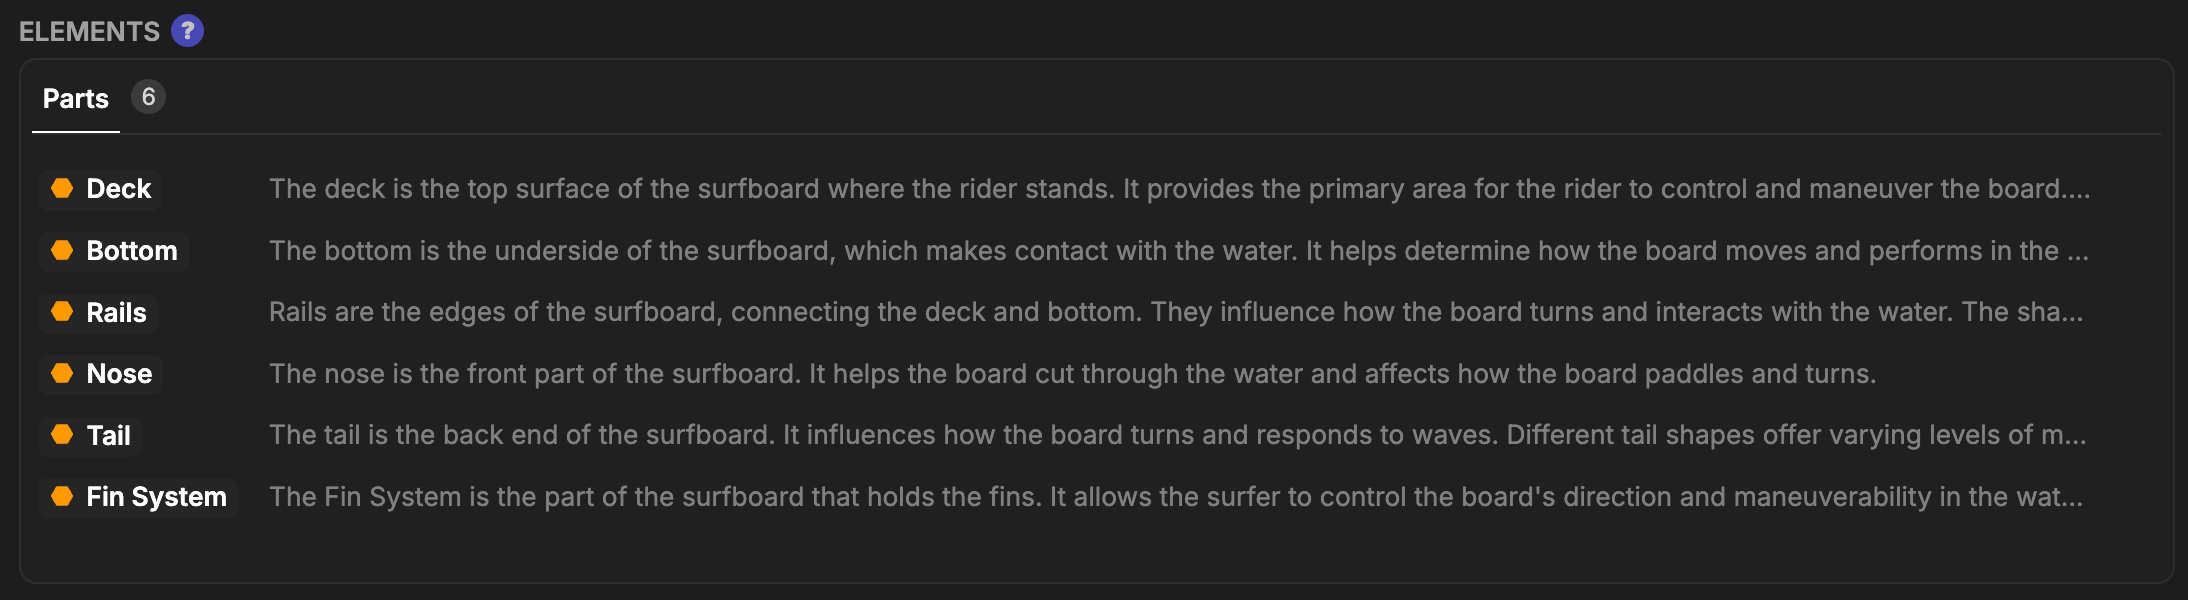 ELEMENTS ?
Parts 6
Deck The deck is the top surface of the surfboard where the rider stands. It provides the primary area for the rider to control and maneuver the board....
Bottom The bottom is the underside of the surfboard, which makes contact with the water. It helps determine how the board moves and performs in the ...
Rails Rails are the edges of the surfboard, connecting the deck and bottom. They influence how the board turns and interacts with the water. The sha...
Nose The nose is the front part of the surfboard. It helps the board cut through the water and affects how the board paddles and turns.
Tail The tail is the back end of the surfboard. It influences how the board turns and responds to waves. Different tail shapes offer varying levels of m...
Fin System The Fin System is the part of the surfboard that holds the fins. It allows the surfer to control the board's direction and maneuverability in the wat...